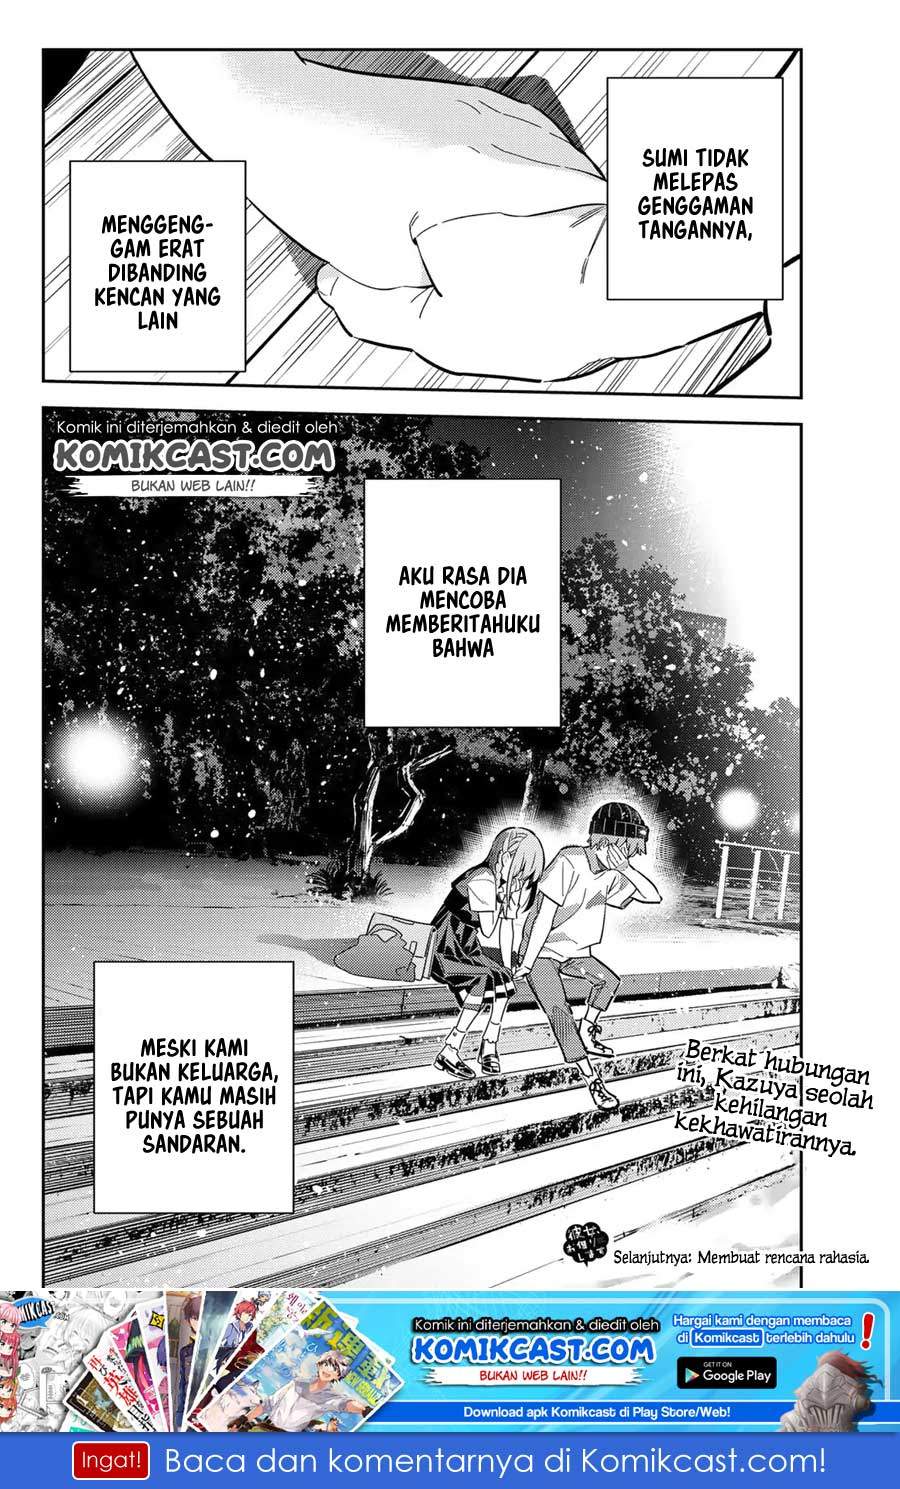 SUMI TIDAK
MELEPAS
GENGGAMAN
TANGANNYA,
MENGGENG-
GAM ERAT
DIBANDING
KENCAN YANG
LAIN
Komik ini diterjemahkan & diedit oleh
KOMIKCAST.COM
BUKAN WEB LAIN!!
AKU RASA DIA
MENCOBA
MEMBERITAHUKU
BAHWA
MESKI KAMI
BUKAN KELUARGA,
TAPI KAMU MASIH
PUNYA SEBUAH
SANDARAN.
Berkat hubungan
ini, Kazuya seolah
kehilangan
kekhawatirannya.
Selanjutnya: Membuat rencana rahasia.
Komik ini diterjemahkan & diedit oleh
KOMIKCAST.COM
BUKAN WEB LAIN!!
Hargai kami dengan membaca
di Komikcast terlebih dahulu
!
GET IT ON
Google Play
Download apk Komikcast di Play Store/Web!
Ingat! Baca dan komentarnya di Komikcast.com!